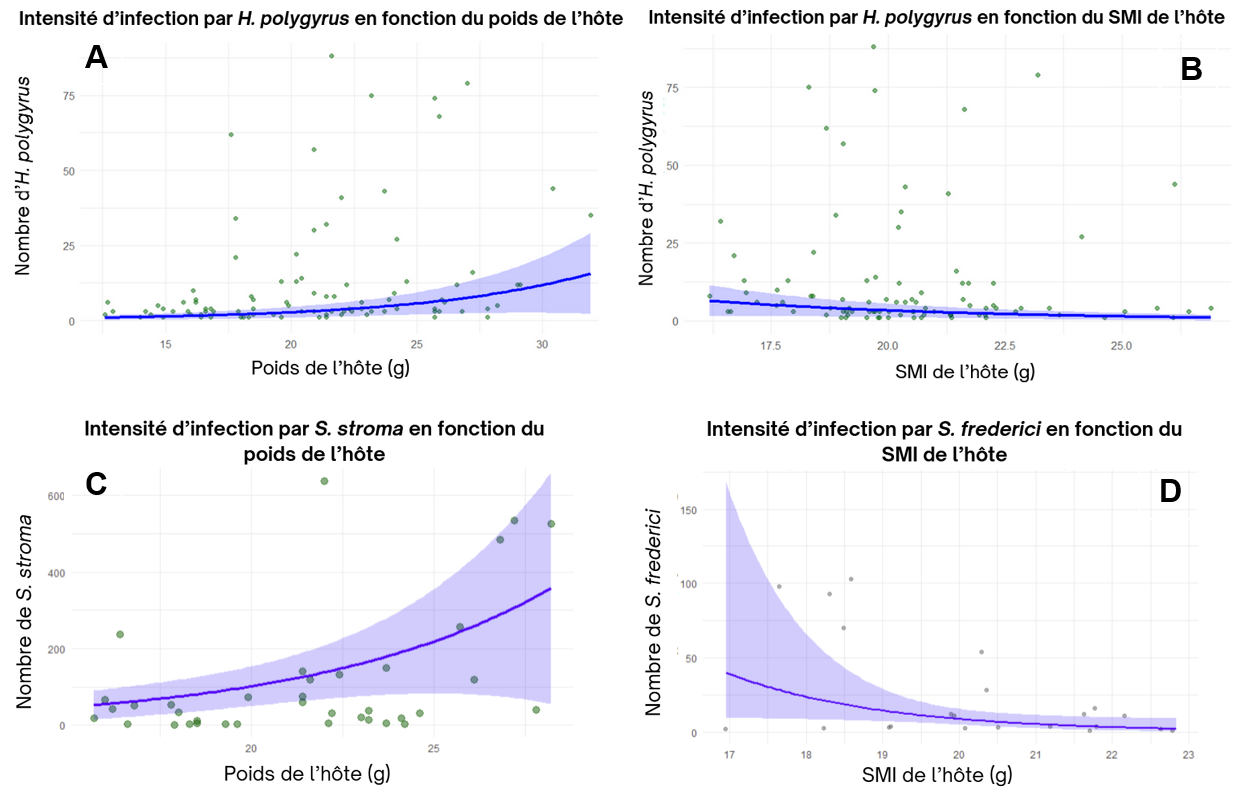 Intensité d’infection par H. polygyrus en fonction du poids de l’hôte
A
Nombre d’H. polygyrus
75
50
25
0
15
20
25
30
Poids de l’hôte (g)
Intensité d’infection par H. polygyrus en fonction du SMI de l’hôte
B
Nombre d’H. polygyrus
75
50
25
0
17.5
20.0
22.5
25.0
SMI de l’hôte (g)
Intensité d’infection par S. stroma en fonction du
poids de l’hôte
C
Nombre de S. stroma
600
400
200
0
20
25
Poids de l’hôte (g)
Intensité d’infection par S. frederici en fonction du
SMI de l’hôte
D
Nombre de S. frederici
150
100
50
0
17
18
19
20
21
22
23
SMI de l’hôte (g)